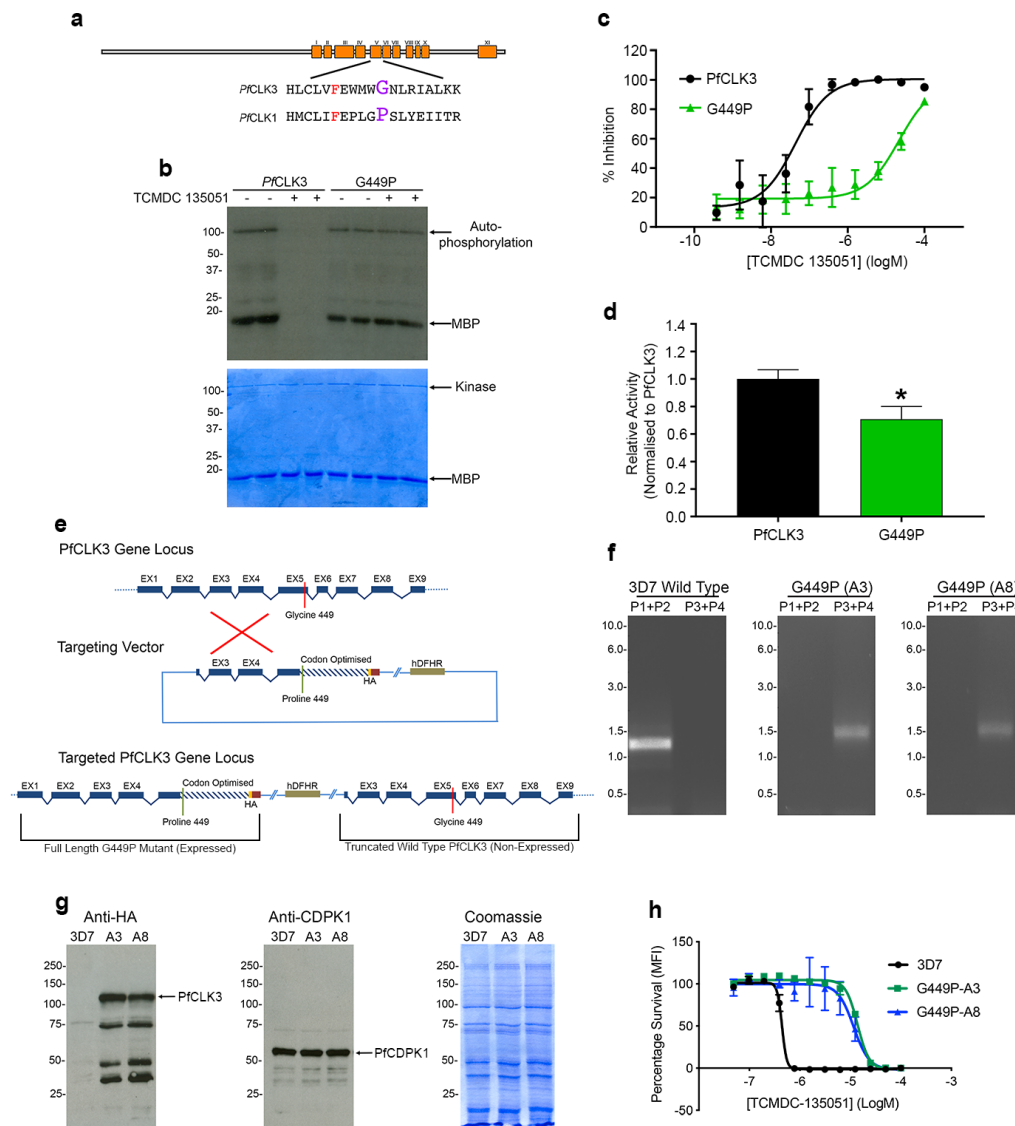 a
I II III IV V VI VII VIII IX X XI
PfCLK3 HLCLVFEWMWGNLRIALKK
PfCLK1 HMCLIFEPLGPSLYEIITR
b
PfCLK3 G449P
TCMDC 135051 - - + + - - + +
100-
50-
37-
25-
20-
Auto-
phosphorylation
MBP
100-
50-
37-
25-
20-
Kinase
MBP
c
% Inhibition
120
100
80
60
40
20
0
PfCLK3
G449P
-10 -8 -6 -4
[TCMDC 135051] (logM)
d
Relative Activity
(Normalised to PfCLK3)
1.4
1.2
1.0
0.8
0.6
0.4
0.2
0.0
*
PfCLK3 G449P
e
PfCLK3 Gene Locus
EX1 EX2 EX3 EX4 EX5 EX6 EX7 EX8 EX9
Glycine 449
Targeting Vector
EX3 EX4 Codon Optimised hDFHR
HA
Proline 449
Targeted PfCLK3 Gene Locus
EX1 EX2 EX3 EX4 Codon Optimised hDFHR EX3 EX4 EX5 EX6 EX7 EX8 EX9
HA
Proline 449 Glycine 449
Full Length G449P Mutant (Expressed) Truncated Wild Type PfCLK3 (Non-Expressed)
f
3D7 Wild Type G449P (A3) G449P (A8)
P1+P2 P3+P4 P1+P2 P3+P4 P1+P2 P3+P4
10.0- 10.0- 10.0-
6.0- 6.0- 6.0-
3.0- 3.0- 3.0-
1.5- 1.5- 1.5-
1.0- 1.0- 1.0-
0.5- 0.5- 0.5-
g
Anti-HA Anti-CDPK1 Coomassie
3D7 A3 A8 3D7 A3 A8 3D7 A3 A8
250- 250- 250-
150- 150- 150-
100- 100- 100-
75- 75- 75-
50- 50- 50-
25- 25- 25-
PfCLK3
PfCDPK1
h
Percentage Survival (MFI)
150
100
50
0
-50
3D7
G449P-A3
G449P-A8
-7 -6 -5 -4 -3
[TCMDC-135051] (LogM)